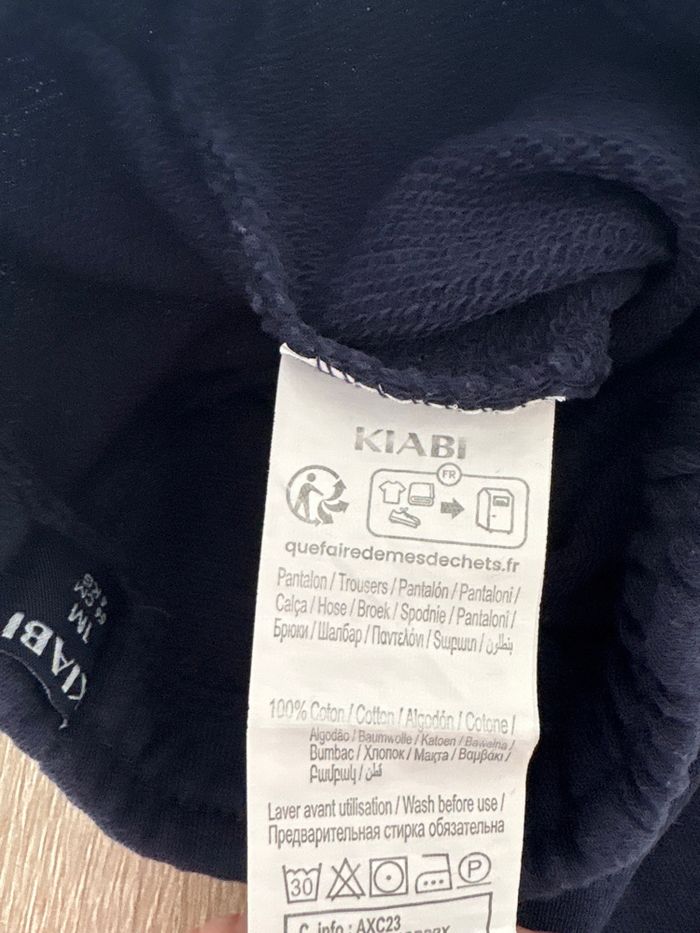 KIABI
FR
quefairedemesdechets.fr
Pantalon / Trousers / Pantalón / Pantaloni /
Calça / Hose / Broek / Spodnie / Pantaloni /
Брюки / Шалбар / Παντελόνι / Տաբատ / بنطلون
100% Coton / Cotton / Algodón / Cotone /
Algodão / Baumwolle / Katoen / Bawełna /
Bumbac / Хлопок / Мақта / Βαμβάκι /
Բամբակ / قطن
Laver avant utilisation / Wash before use /
Предварительная стирка обязательна
30 P
C. info : AXC23
KIABI
1M